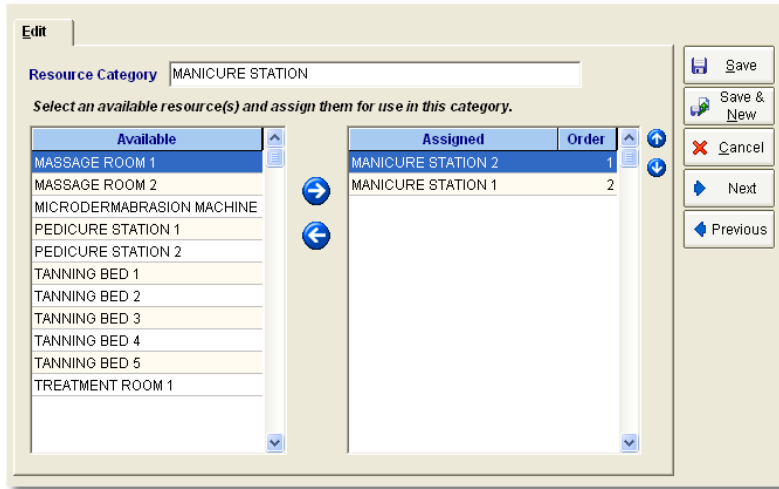 Edit
Resource Category MANICURE STATION
Select an available resource(s) and assign them for use in this category.
Available
MASSAGE ROOM 1
MASSAGE ROOM 2
MICRODERMABRASION MACHINE
PEDICURE STATION 1
PEDICURE STATION 2
TANNING BED 1
TANNING BED 2
TANNING BED 3
TANNING BED 4
TANNING BED 5
TREATMENT ROOM 1
Assigned Order
MANICURE STATION 2 1
MANICURE STATION 1 2
Save
Save &
New
Cancel
Next
Previous